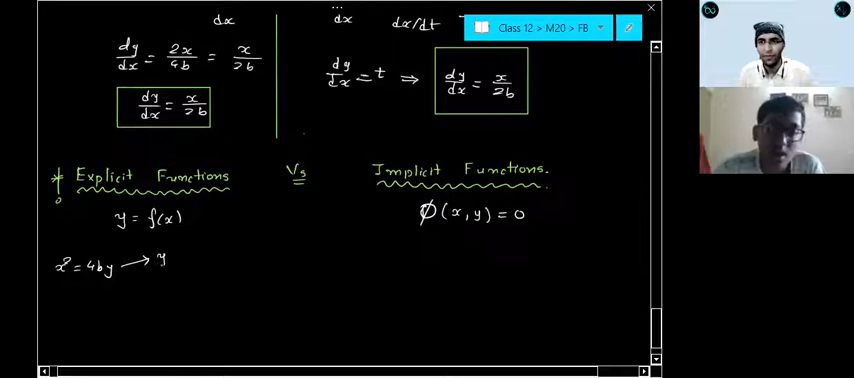 dx
dx
dx/dt
Class 12 > M20 > FB
dy/dx = 2x/4b = x/2b
dy/dx = t ⇒ dy/dx = x/2b
dy/dx = x/2b
Explicit Functions Vs Implicit Functions.
y = f(x)
Ø(x, y) = 0
x² = 4by → y